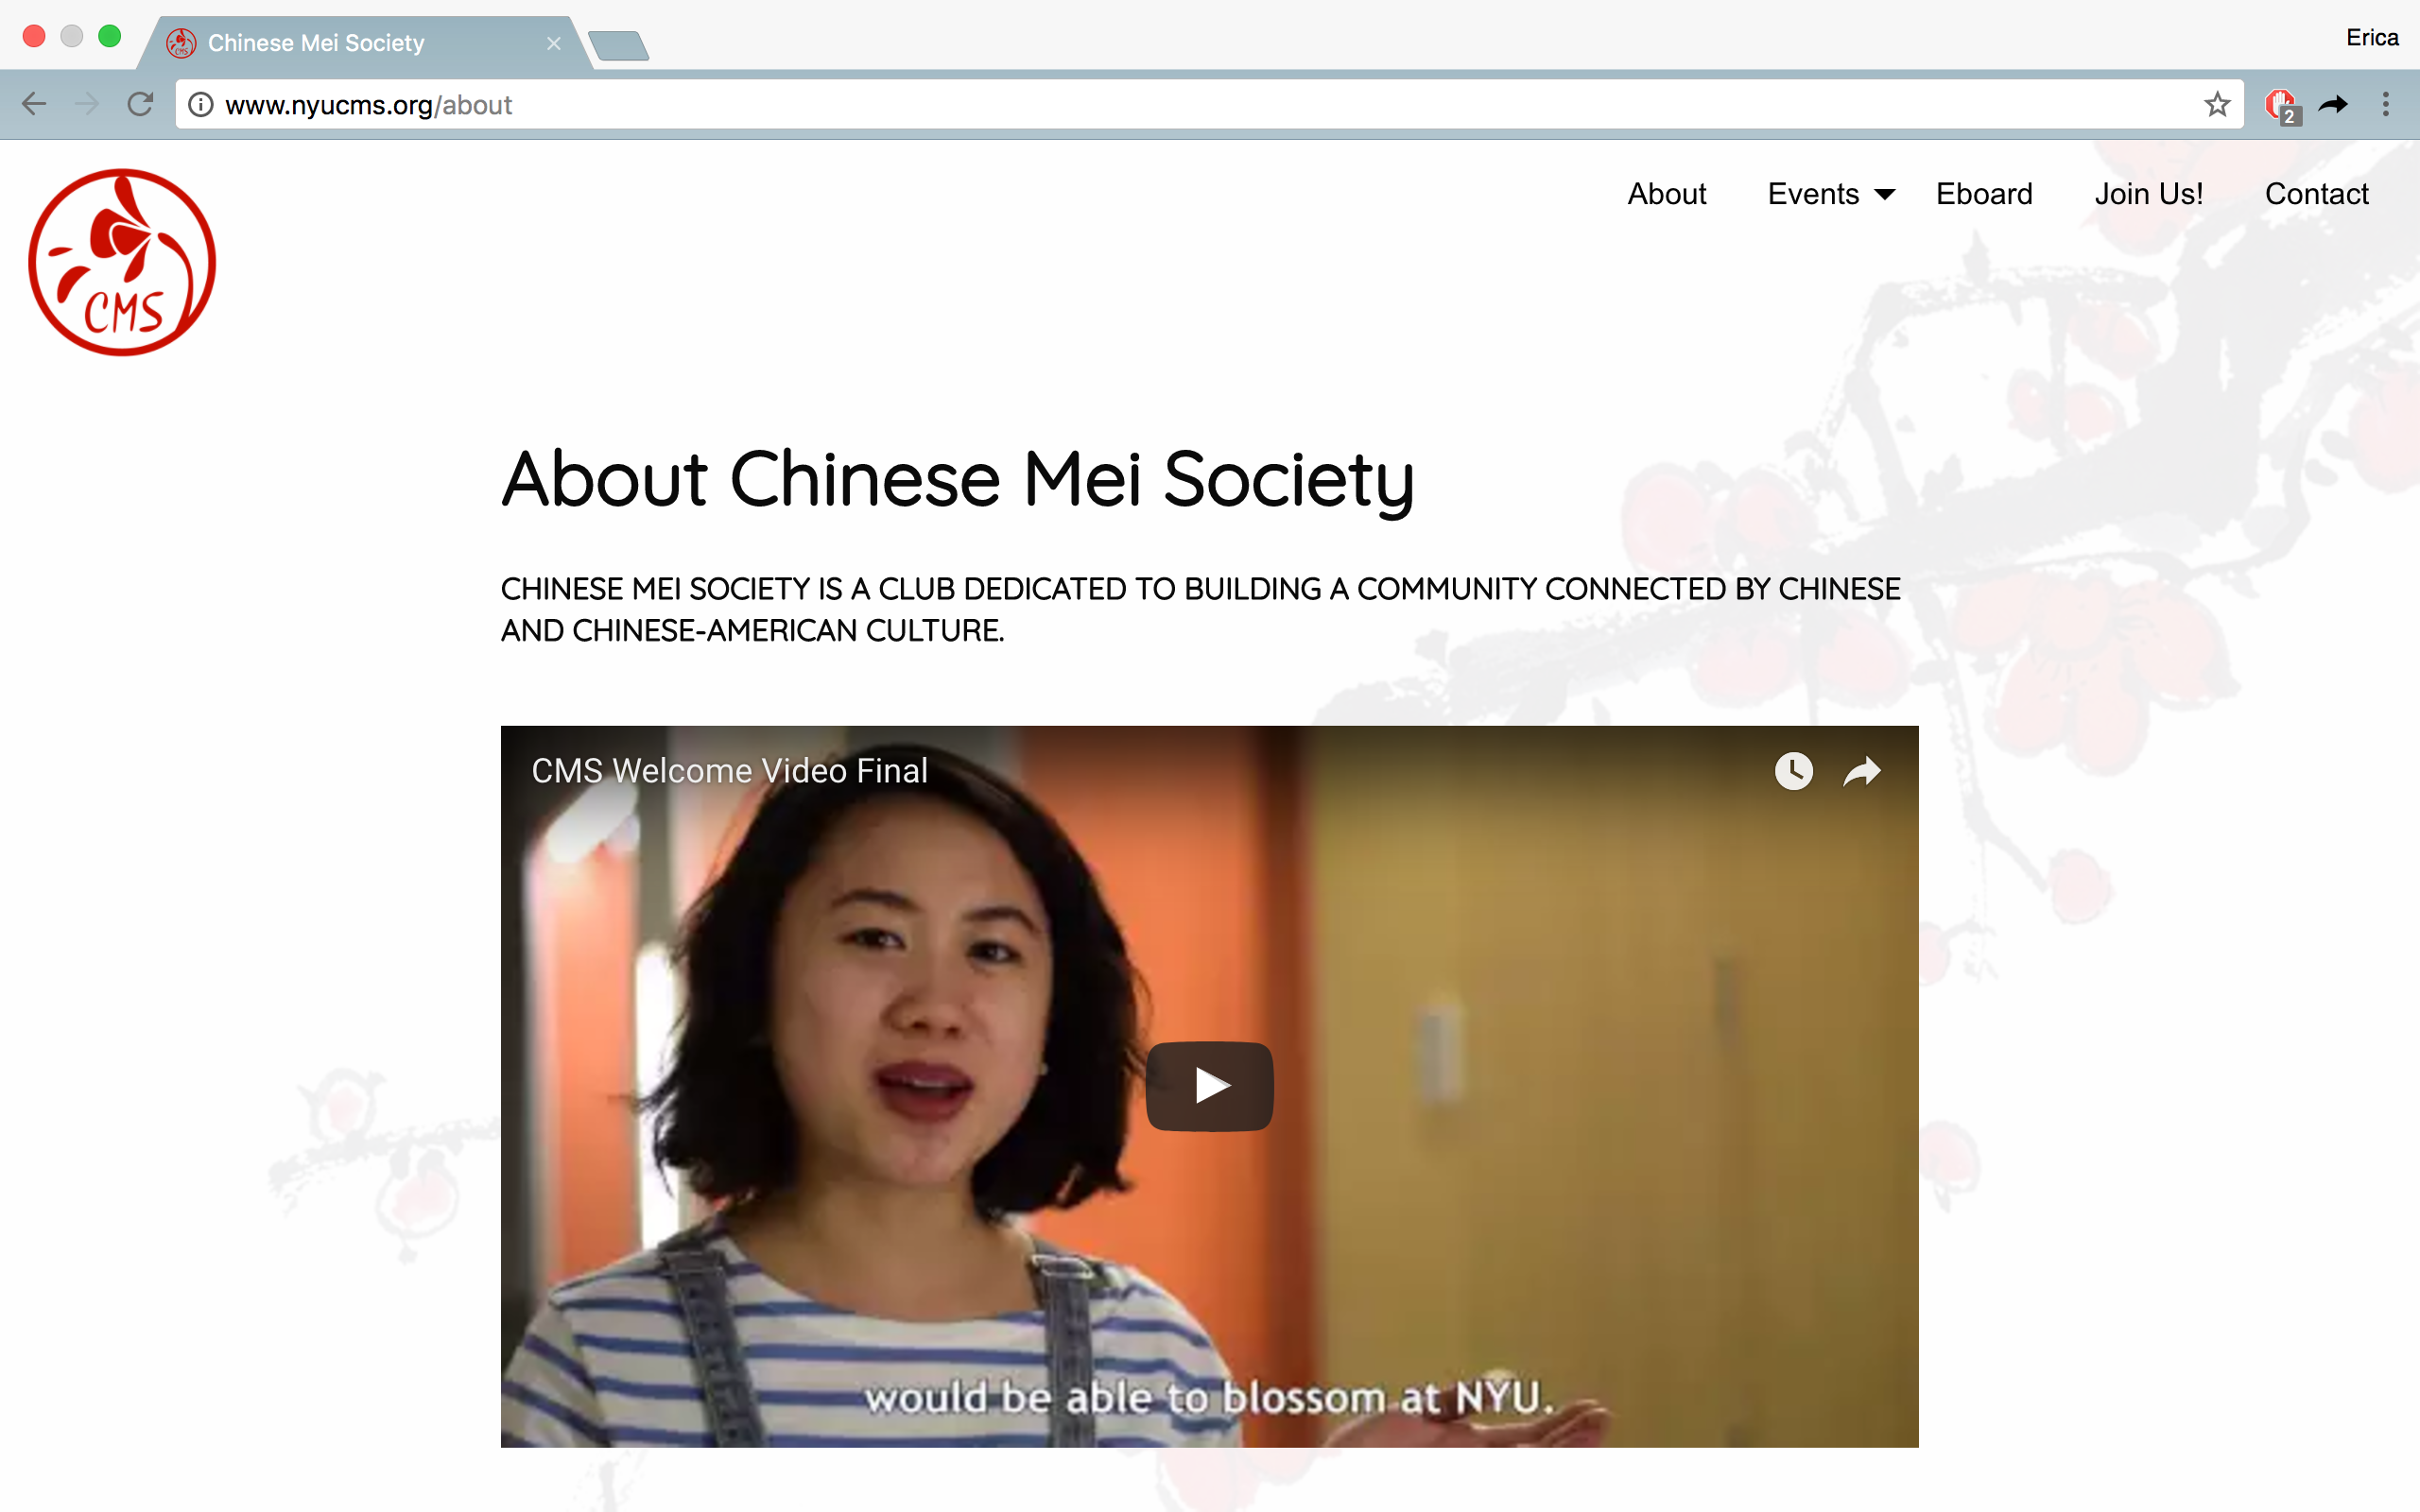 Chinese Mei Society
Erica
www.nyucms.org/about
2
CMS
About Events Eboard Join Us! Contact
CMS
About Chinese Mei Society
CHINESE MEI SOCIETY IS A CLUB DEDICATED TO BUILDING A COMMUNITY CONNECTED BY CHINESE
AND CHINESE-AMERICAN CULTURE.
CMS Welcome Video Final
would be able to blossom at NYU.